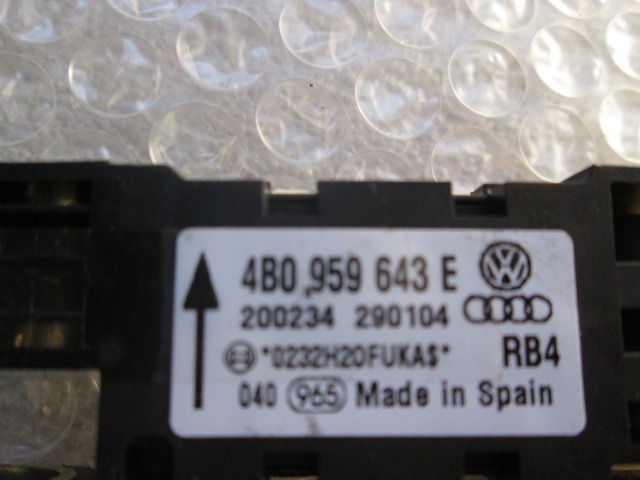 4B0 959 643 E
200234 290104
*0232H20FUKA$* RB4
040 965 Made in Spain